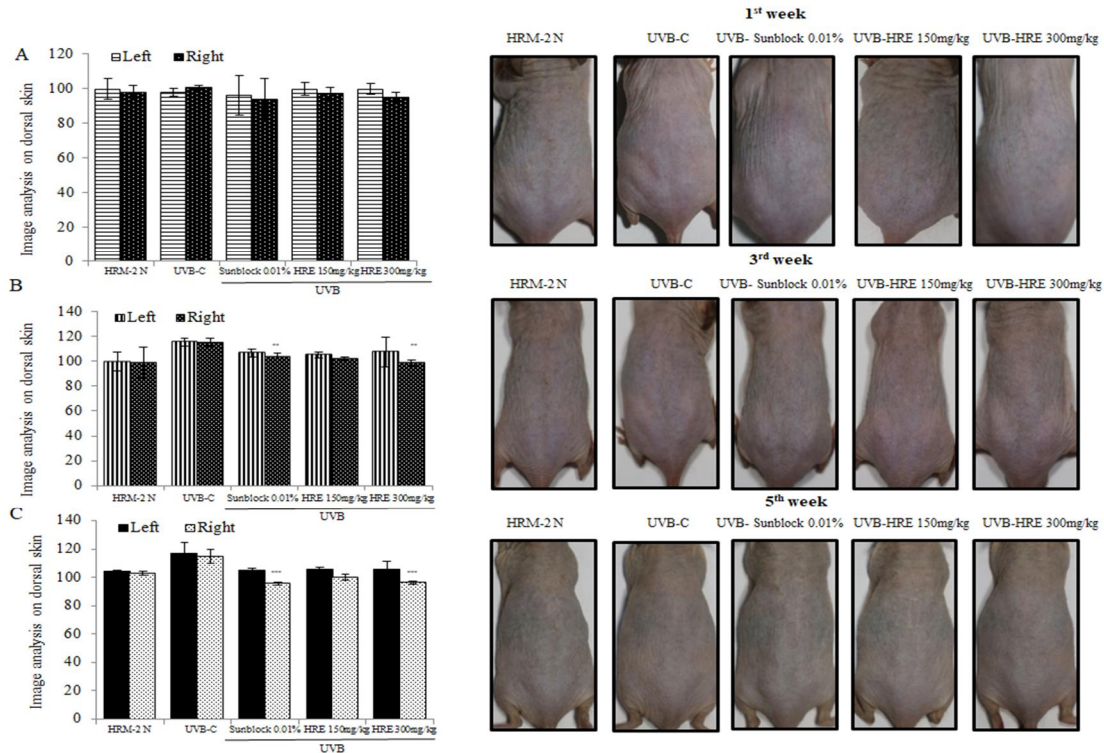 1st week
HRM-2 N UVB-C UVB- Sunblock 0.01% UVB-HRE 150mg/kg UVB-HRE 300mg/kg
A
Image analysis on dorsal skin
Left Right
120
100
80
60
40
20
0
HRM-2 N UVB-C Sunblock 0.01% HRE 150mg/kg HRE 300mg/kg
UVB
3rd week
HRM-2 N UVB-C UVB- Sunblock 0.01% UVB-HRE 150mg/kg UVB-HRE 300mg/kg
B
Image analysis on dorsal skin
Left Right
140
120
100
80
60
40
20
0
** **
HRM-2 N UVB-C Sunblock 0.01% HRE 150mg/kg HRE 300mg/kg
UVB
5th week
HRM-2 N UVB-C UVB- Sunblock 0.01% UVB-HRE 150mg/kg UVB-HRE 300mg/kg
C
Image analysis on dorsal skin
Left Right
140
120
100
80
60
40
20
0
*** ***
HRM-2 N UVB-C Sunblock 0.01% HRE 150mg/kg HRE 300mg/kg
UVB